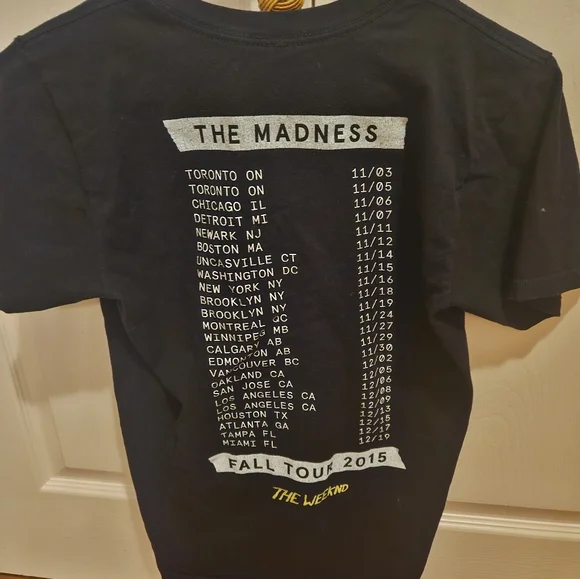 THE MADNESS
TORONTO ON 11/03
TORONTO ON 11/05
CHICAGO IL 11/06
DETROIT MI 11/07
NEWARK NJ 11/11
BOSTON MA 11/12
UNCASVILLE CT 11/14
WASHINGTON DC 11/15
NEW YORK NY 11/16
BROOKLYN NY 11/18
BROOKLYN NY 11/19
MONTREAL QC 11/24
WINNIPEG MB 11/27
CALGARY AB 11/29
EDMONTON AB 11/30
VANCOUVER BC 12/02
OAKLAND CA 12/05
SAN JOSE CA 12/06
LOS ANGELES CA 12/08
LOS ANGELES CA 12/09
HOUSTON TX 12/13
ATLANTA GA 12/15
TAMPA FL 12/17
MIAMI FL 12/19
FALL TOUR 2015
THE WEEKND